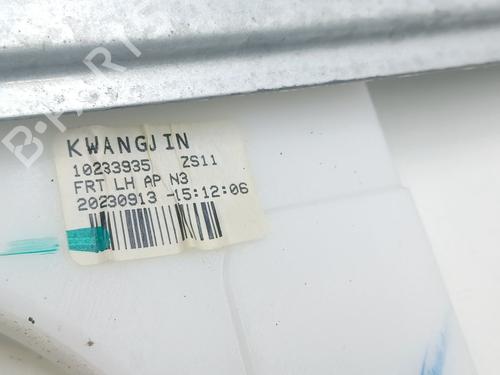 KWANGJIN
10233935 ZS11
FRT LH AP N3
20230913 -15:12:06
B-PARTS